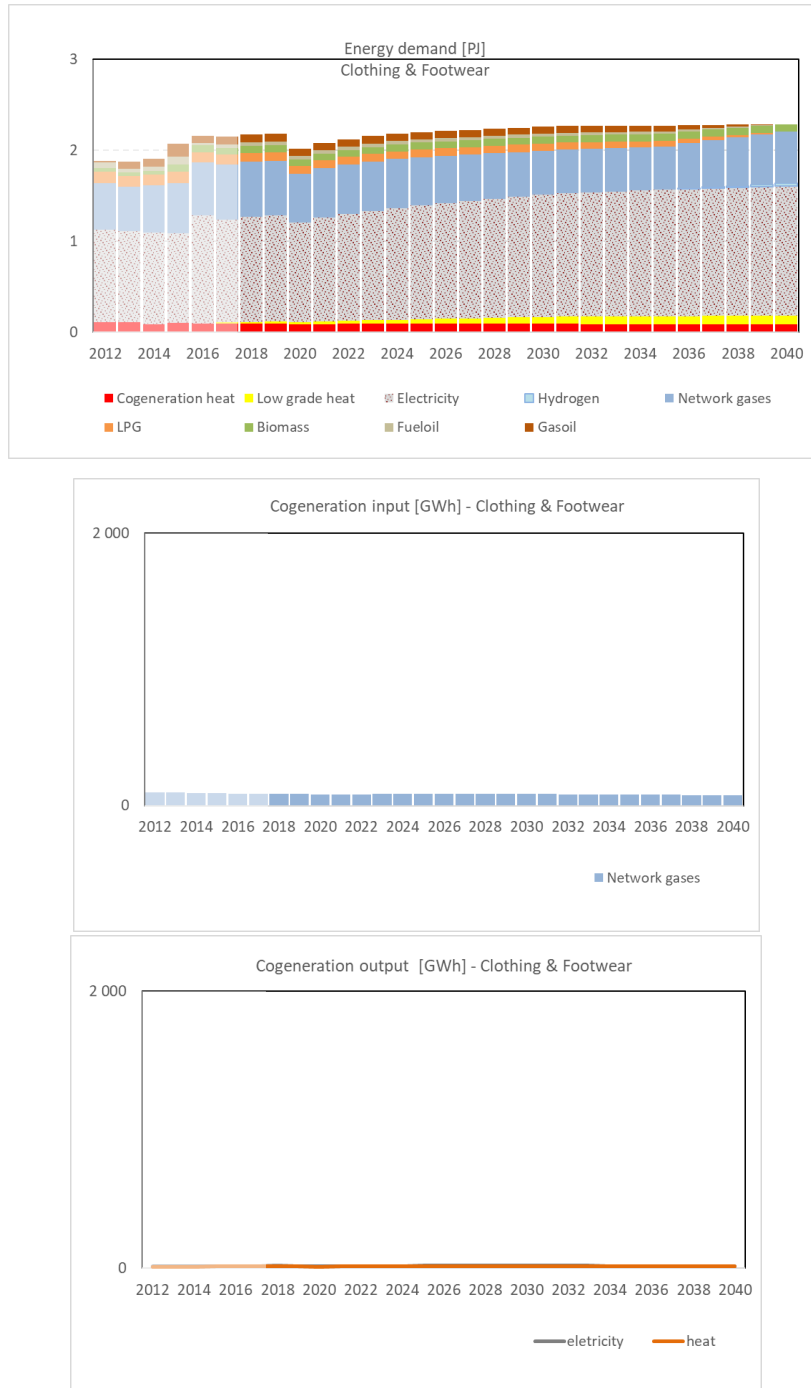 Energy demand [PJ]
Clothing & Footwear
3
2
1
0
2012 2014 2016 2018 2020 2022 2024 2026 2028 2030 2032 2034 2036 2038 2040
Cogeneration heat Low grade heat Electricity Hydrogen Network gases
LPG Biomass Fueloil Gasoil
Cogeneration input [GWh] - Clothing & Footwear
2 000
0
2012 2014 2016 2018 2020 2022 2024 2026 2028 2030 2032 2034 2036 2038 2040
Network gases
Cogeneration output [GWh] - Clothing & Footwear
2 000
0
2012 2014 2016 2018 2020 2022 2024 2026 2028 2030 2032 2034 2036 2038 2040
eletricity heat